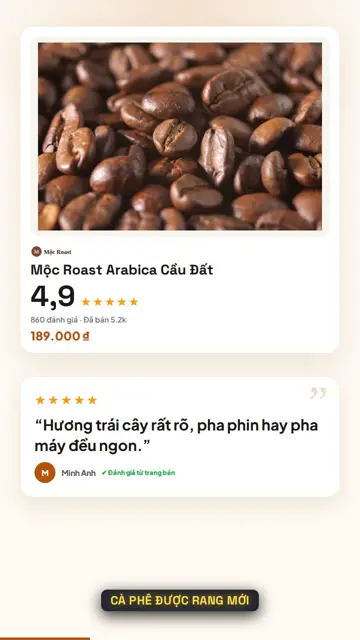 M Mộc Roast
Mộc Roast Arabica Cầu Đất
4,9 ★★★★★
860 đánh giá · Đã bán 5.2k
189.000 ₫
★★★★★ ”
“Hương trái cây rất rõ, pha phin hay pha
máy đều ngon.”
M Minh Anh ✔ Đánh giá từ trang bán
CÀ PHÊ ĐƯỢC RANG MỚI